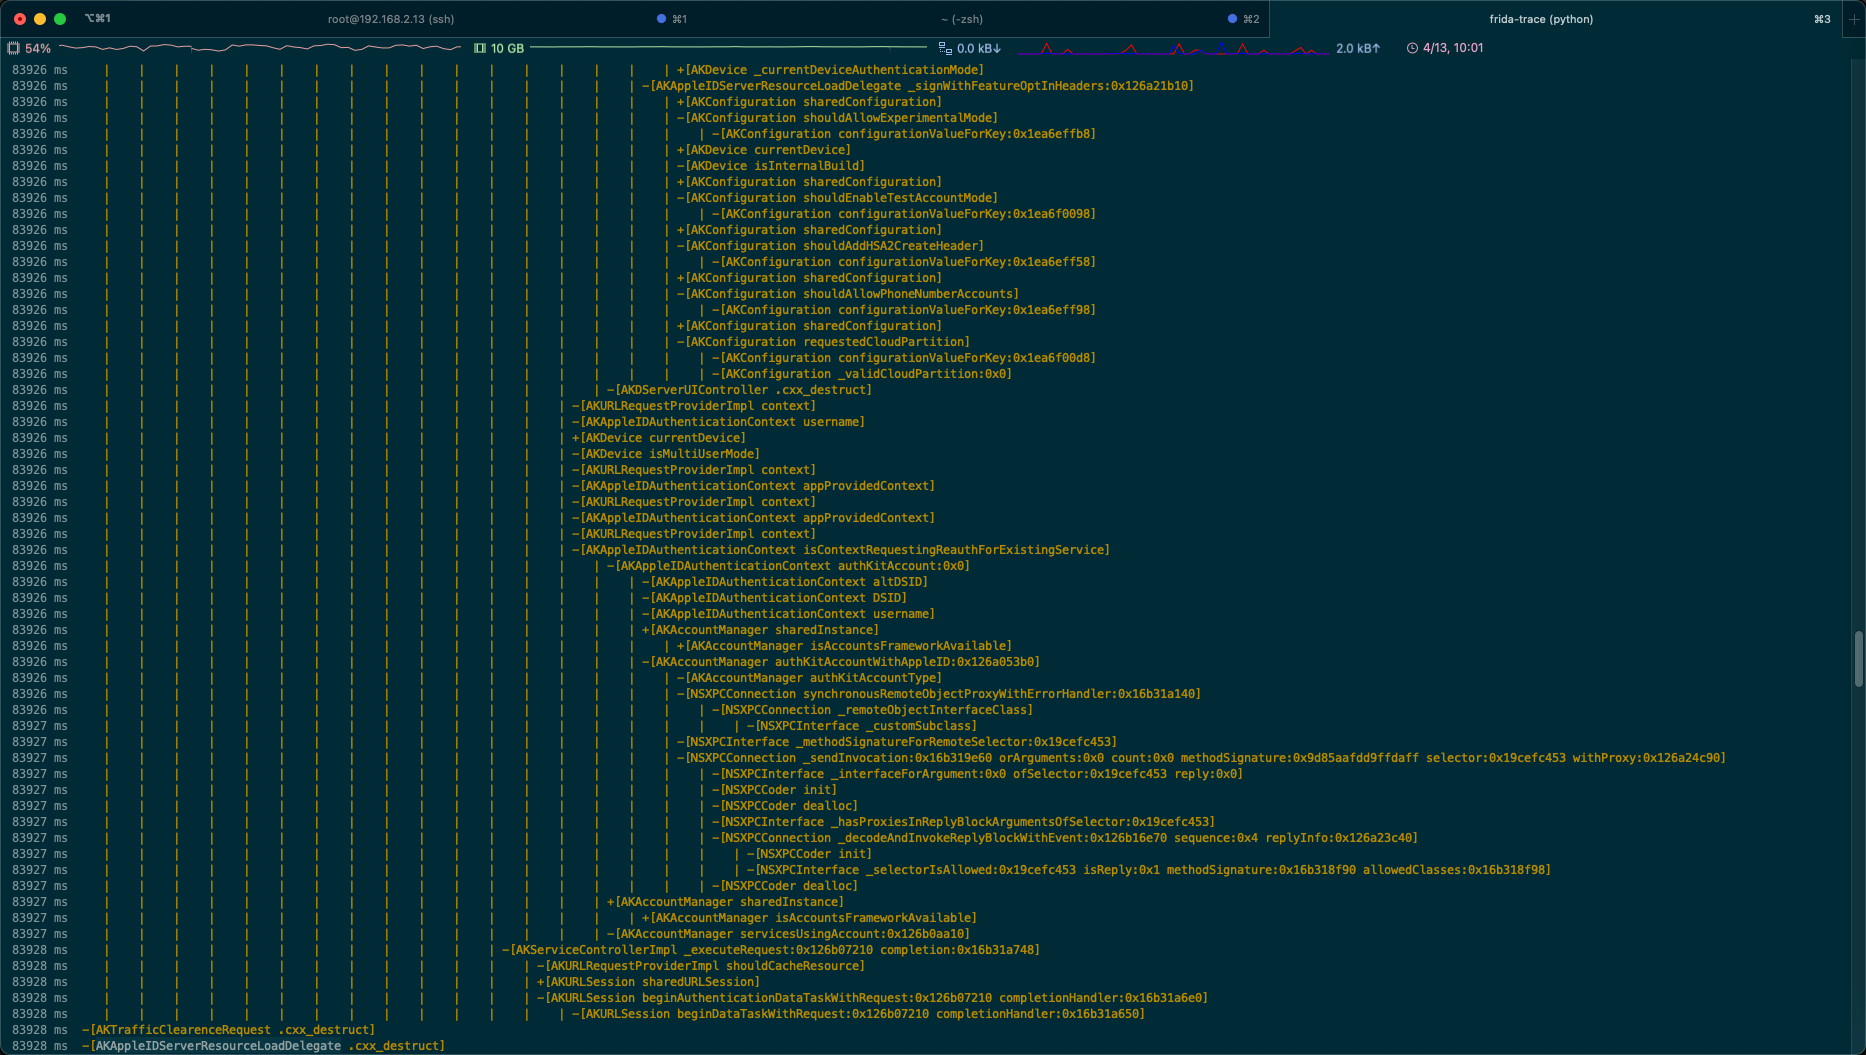 ⌥⌘1 root@192.168.2.13 (ssh) ⌘1 ~ (-zsh) ⌘2 frida-trace (python) ⌘3 +
54% 10 GB 0.0 kB↓ 2.0 kB↑ 4/13, 10:01
83926 ms | | | | | | | | | | | | | | | | | +[AKDevice _currentDeviceAuthenticationMode]
83926 ms | | | | | | | | | | | | | | | | -[AKAppleIDServerResourceLoadDelegate _signWithFeatureOptInHeaders:0x126a21b10]
83926 ms | | | | | | | | | | | | | | | | | +[AKConfiguration sharedConfiguration]
83926 ms | | | | | | | | | | | | | | | | | -[AKConfiguration shouldAllowExperimentalMode]
83926 ms | | | | | | | | | | | | | | | | | | -[AKConfiguration configurationValueForKey:0x1ea6effb8]
83926 ms | | | | | | | | | | | | | | | | | +[AKDevice currentDevice]
83926 ms | | | | | | | | | | | | | | | | | -[AKDevice isInternalBuild]
83926 ms | | | | | | | | | | | | | | | | | +[AKConfiguration sharedConfiguration]
83926 ms | | | | | | | | | | | | | | | | | -[AKConfiguration shouldEnableTestAccountMode]
83926 ms | | | | | | | | | | | | | | | | | | -[AKConfiguration configurationValueForKey:0x1ea6f0098]
83926 ms | | | | | | | | | | | | | | | | | +[AKConfiguration sharedConfiguration]
83926 ms | | | | | | | | | | | | | | | | | -[AKConfiguration shouldAddHSA2CreateHeader]
83926 ms | | | | | | | | | | | | | | | | | | -[AKConfiguration configurationValueForKey:0x1ea6eff58]
83926 ms | | | | | | | | | | | | | | | | | +[AKConfiguration sharedConfiguration]
83926 ms | | | | | | | | | | | | | | | | | -[AKConfiguration shouldAllowPhoneNumberAccounts]
83926 ms | | | | | | | | | | | | | | | | | | -[AKConfiguration configurationValueForKey:0x1ea6eff98]
83926 ms | | | | | | | | | | | | | | | | | +[AKConfiguration sharedConfiguration]
83926 ms | | | | | | | | | | | | | | | | | -[AKConfiguration requestedCloudPartition]
83926 ms | | | | | | | | | | | | | | | | | | -[AKConfiguration configurationValueForKey:0x1ea6f00d8]
83926 ms | | | | | | | | | | | | | | | | | | -[AKConfiguration _validCloudPartition:0x0]
83926 ms | | | | | | | | | | | | | | | -[AKDServerUIController .cxx_destruct]
83926 ms | | | | | | | | | | | | | | -[AKURLRequestProviderImpl context]
83926 ms | | | | | | | | | | | | | | -[AKAppleIDAuthenticationContext username]
83926 ms | | | | | | | | | | | | | | +[AKDevice currentDevice]
83926 ms | | | | | | | | | | | | | | -[AKDevice isMultiUserMode]
83926 ms | | | | | | | | | | | | | | -[AKURLRequestProviderImpl context]
83926 ms | | | | | | | | | | | | | | -[AKAppleIDAuthenticationContext appProvidedContext]
83926 ms | | | | | | | | | | | | | | -[AKURLRequestProviderImpl context]
83926 ms | | | | | | | | | | | | | | -[AKAppleIDAuthenticationContext appProvidedContext]
83926 ms | | | | | | | | | | | | | | -[AKURLRequestProviderImpl context]
83926 ms | | | | | | | | | | | | | | -[AKAppleIDAuthenticationContext isContextRequestingReauthForExistingService]
83926 ms | | | | | | | | | | | | | | | -[AKAppleIDAuthenticationContext authKitAccount:0x0]
83926 ms | | | | | | | | | | | | | | | | -[AKAppleIDAuthenticationContext altDSID]
83926 ms | | | | | | | | | | | | | | | | -[AKAppleIDAuthenticationContext DSID]
83926 ms | | | | | | | | | | | | | | | | -[AKAppleIDAuthenticationContext username]
83926 ms | | | | | | | | | | | | | | | | +[AKAccountManager sharedInstance]
83926 ms | | | | | | | | | | | | | | | | | +[AKAccountManager isAccountsFrameworkAvailable]
83926 ms | | | | | | | | | | | | | | | | -[AKAccountManager authKitAccountWithAppleID:0x126a053b0]
83926 ms | | | | | | | | | | | | | | | | | -[AKAccountManager authKitAccountType]
83926 ms | | | | | | | | | | | | | | | | | -[NSXPCConnection synchronousRemoteObjectProxyWithErrorHandler:0x16b31a140]
83926 ms | | | | | | | | | | | | | | | | | | -[NSXPCConnection _remoteObjectInterfaceClass]
83927 ms | | | | | | | | | | | | | | | | | | | -[NSXPCInterface _customSubclass]
83927 ms | | | | | | | | | | | | | | | | | -[NSXPCInterface _methodSignatureForRemoteSelector:0x19cefc453]
83927 ms | | | | | | | | | | | | | | | | | -[NSXPCConnection _sendInvocation:0x16b319e60 orArguments:0x0 count:0x0 methodSignature:0x9d85aafdd9ffdaff selector:0x19cefc453 withProxy:0x126a24c90]
83927 ms | | | | | | | | | | | | | | | | | | -[NSXPCInterface _interfaceForArgument:0x0 ofSelector:0x19cefc453 reply:0x0]
83927 ms | | | | | | | | | | | | | | | | | | -[NSXPCCoder init]
83927 ms | | | | | | | | | | | | | | | | | | -[NSXPCCoder dealloc]
83927 ms | | | | | | | | | | | | | | | | | | -[NSXPCInterface _hasProxiesInReplyBlockArgumentsOfSelector:0x19cefc453]
83927 ms | | | | | | | | | | | | | | | | | | -[NSXPCConnection _decodeAndInvokeReplyBlockWithEvent:0x126b16e70 sequence:0x4 replyInfo:0x126a23c40]
83927 ms | | | | | | | | | | | | | | | | | | | -[NSXPCCoder init]
83927 ms | | | | | | | | | | | | | | | | | | | -[NSXPCInterface _selectorIsAllowed:0x19cefc453 isReply:0x1 methodSignature:0x16b318f90 allowedClasses:0x16b318f98]
83927 ms | | | | | | | | | | | | | | | | | | -[NSXPCCoder dealloc]
83927 ms | | | | | | | | | | | | | | | +[AKAccountManager sharedInstance]
83927 ms | | | | | | | | | | | | | | | | +[AKAccountManager isAccountsFrameworkAvailable]
83927 ms | | | | | | | | | | | | | | | -[AKAccountManager servicesUsingAccount:0x126b0aa10]
83928 ms | | | | | | | | | | | | -[AKServiceControllerImpl _executeRequest:0x126b07210 completion:0x16b31a748]
83928 ms | | | | | | | | | | | | | -[AKURLRequestProviderImpl shouldCacheResource]
83928 ms | | | | | | | | | | | | | +[AKURLSession sharedURLSession]
83928 ms | | | | | | | | | | | | | -[AKURLSession beginAuthenticationDataTaskWithRequest:0x126b07210 completionHandler:0x16b31a6e0]
83928 ms | | | | | | | | | | | | | | -[AKURLSession beginDataTaskWithRequest:0x126b07210 completionHandler:0x16b31a650]
83928 ms -[AKTrafficClearenceRequest .cxx_destruct]
83928 ms -[AKAppleIDServerResourceLoadDelegate .cxx_destruct]